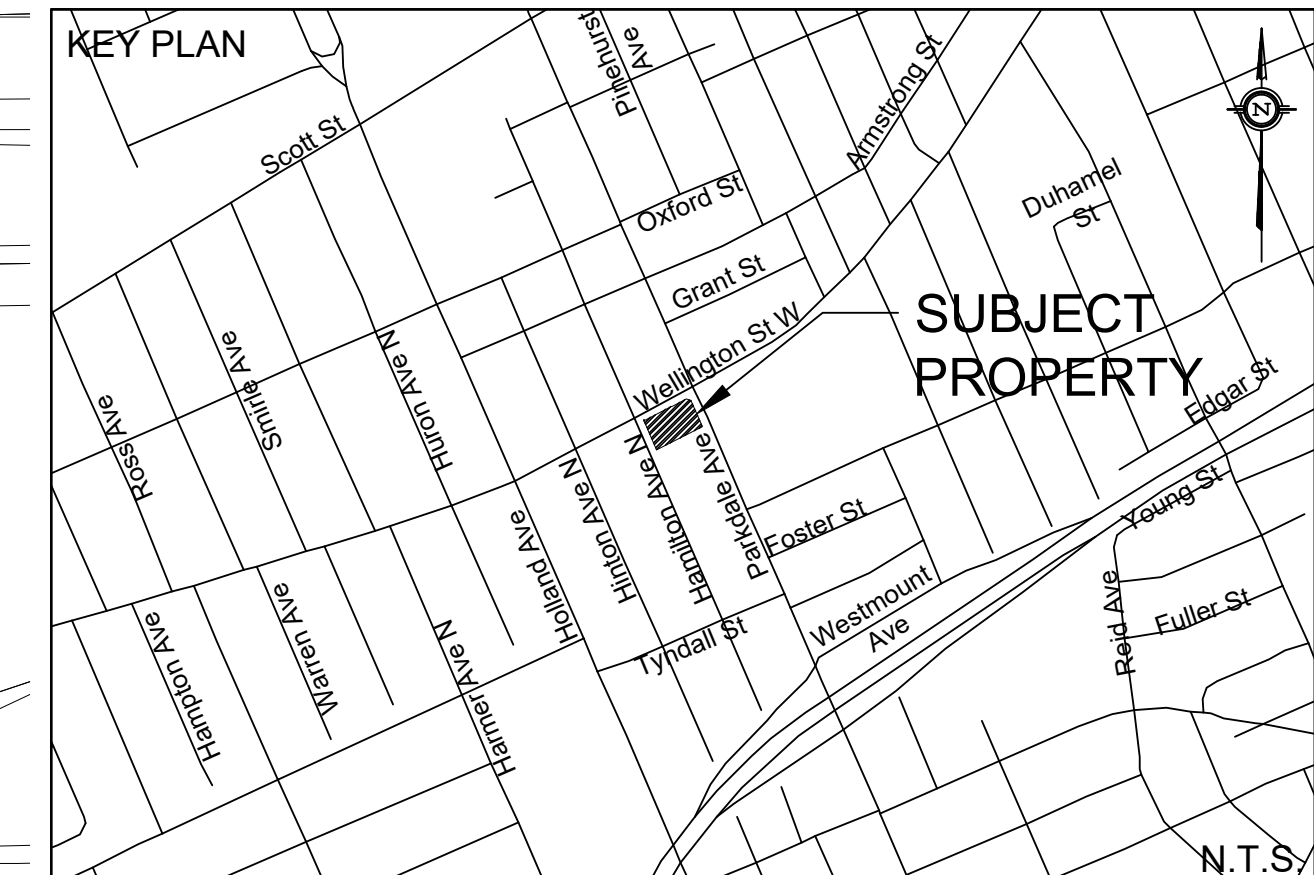 KEY PLAN
Pinehurst
Ave
Armstrong St
N
Scott St
Duhamel
St
Oxford St
Grant St
SUBJECT
PROPERTY
Wellington St W
Smirle Ave
Huron Ave N
Ross Ave
Edgar St
Hinton Ave N
Hamilton Ave N
Parkdale Ave
Holland Ave
Foster St
Young St
Westmount
Ave
Reid Ave
Fuller St
Tyndall St
Hampton Ave
Warren Ave
Harmer Ave N
N.T.S.